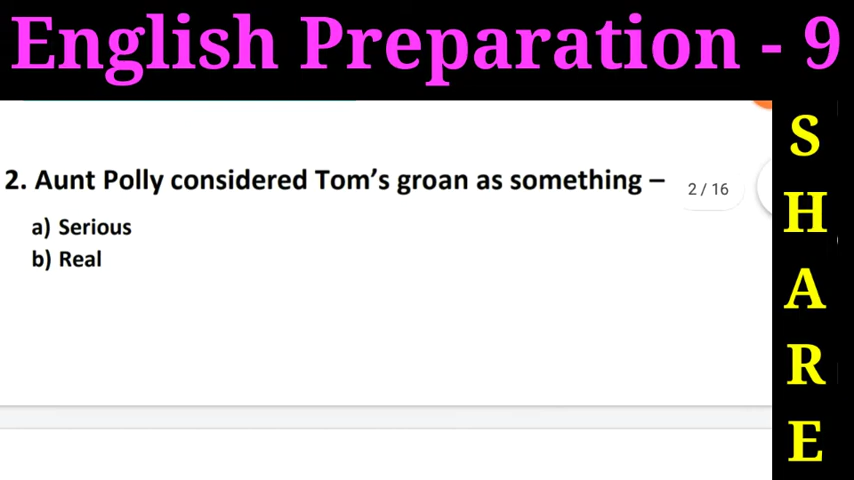 English Preparation - 9
2. Aunt Polly considered Tom's groan as something –
2 / 16
a) Serious
b) Real
S
H
A
R
E